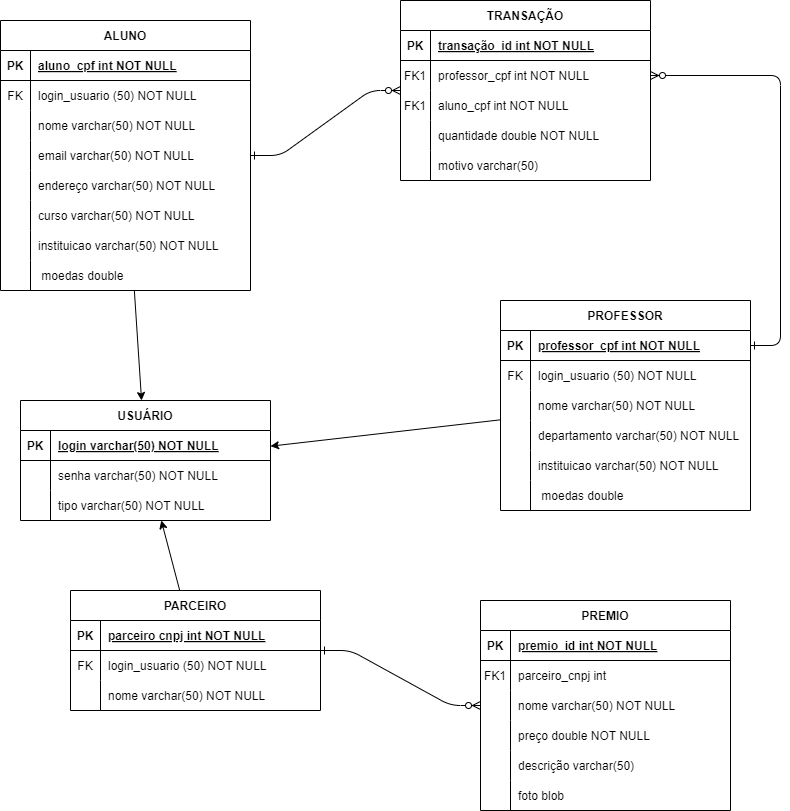 ALUNO
PK aluno_cpf int NOT NULL
FK login_usuario (50) NOT NULL
nome varchar(50) NOT NULL
email varchar(50) NOT NULL
endereço varchar(50) NOT NULL
curso varchar(50) NOT NULL
instituicao varchar(50) NOT NULL
moedas double
TRANSAÇÃO
PK transação_id int NOT NULL
FK1 professor_cpf int NOT NULL
FK1 aluno_cpf int NOT NULL
quantidade double NOT NULL
motivo varchar(50)
PROFESSOR
PK professor_cpf int NOT NULL
FK login_usuario (50) NOT NULL
nome varchar(50) NOT NULL
departamento varchar(50) NOT NULL
instituicao varchar(50) NOT NULL
moedas double
USUÁRIO
PK login varchar(50) NOT NULL
senha varchar(50) NOT NULL
tipo varchar(50) NOT NULL
PARCEIRO
PK parceiro cnpj int NOT NULL
FK login_usuario (50) NOT NULL
nome varchar(50) NOT NULL
PREMIO
PK premio_id int NOT NULL
FK1 parceiro_cnpj int
nome varchar(50) NOT NULL
preço double NOT NULL
descrição varchar(50)
foto blob